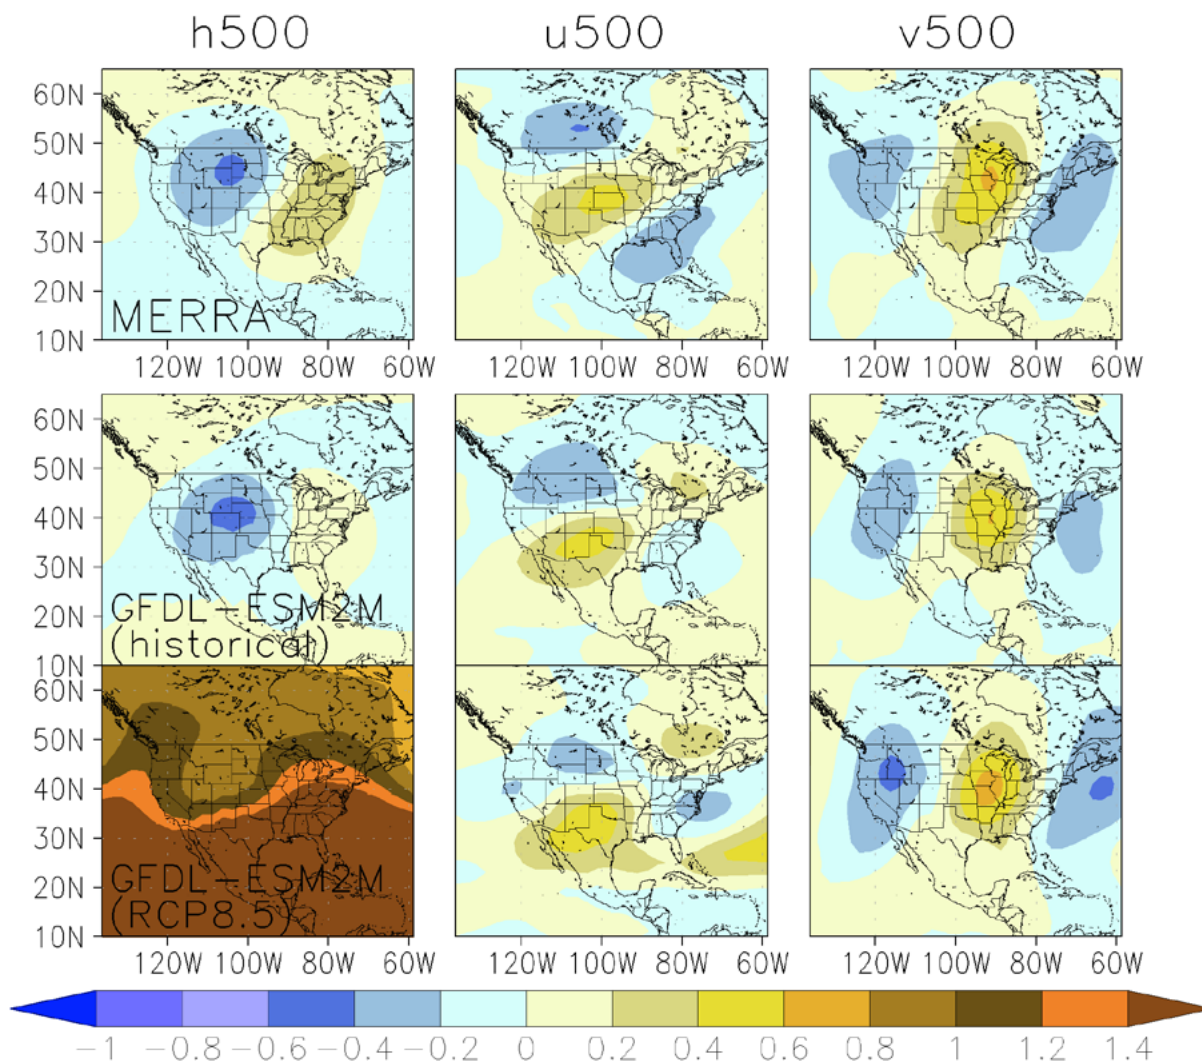 h500 u500 v500
60N
50N
40N
30N
20N
10N
MERRA
120W 100W 80W 60W 120W 100W 80W 60W 120W 100W 80W 60W
60N
50N
40N
30N
20N
10N
GFDL-ESM2M
(historical)
60N
50N
40N
30N
20N
10N
GFDL-ESM2M
(RCP8.5)
120W 100W 80W 60W 120W 100W 80W 60W 120W 100W 80W 60W
-1 -0.8 -0.6 -0.4 -0.2 0 0.2 0.4 0.6 0.8 1 1.2 1.4